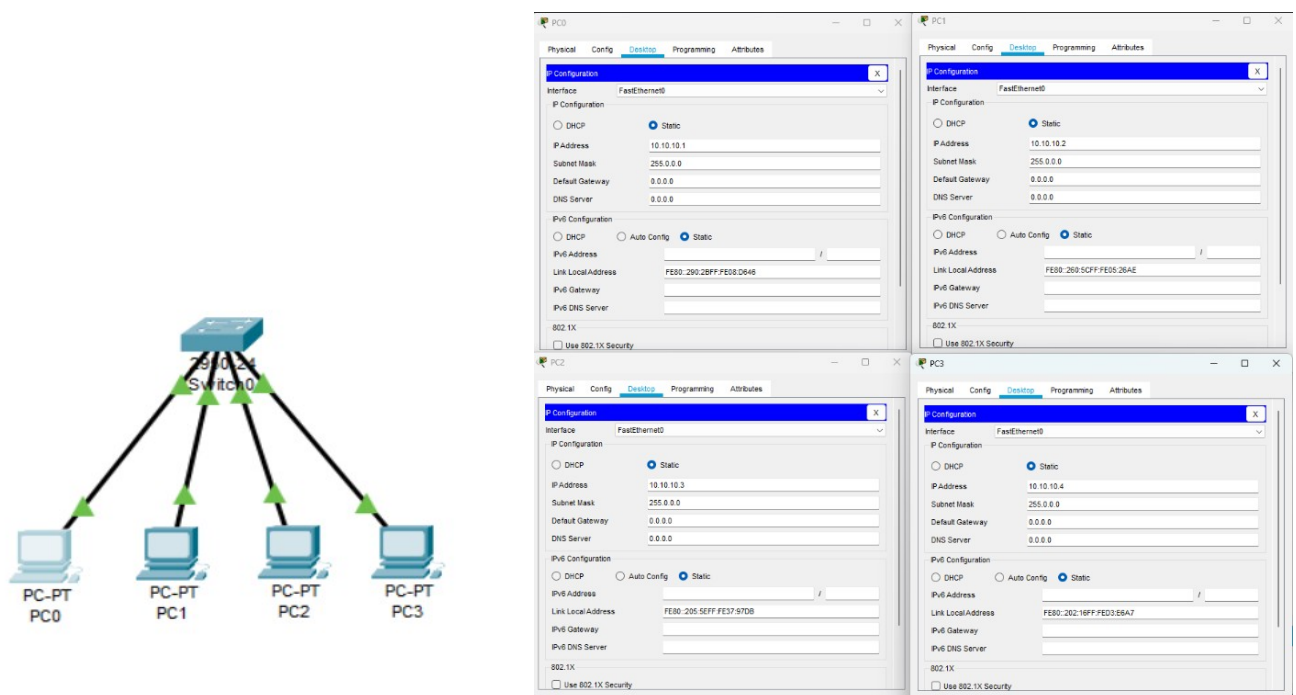 2960-24
Switch0
PC-PT
PC0
PC-PT
PC1
PC-PT
PC2
PC-PT
PC3
PC0
Physical Config Desktop Programming Attributes
IP Configuration X
Interface FastEthernet0
IP Configuration
DHCP Static
IP Address 10.10.10.1
Subnet Mask 255.0.0.0
Default Gateway 0.0.0.0
DNS Server 0.0.0.0
IPv6 Configuration
DHCP Auto Config Static
IPv6 Address /
Link Local Address FE80::290:2BFF:FE08:D646
IPv6 Gateway
IPv6 DNS Server
802.1X
Use 802.1X Security
PC1
Physical Config Desktop Programming Attributes
IP Configuration X
Interface FastEthernet0
IP Configuration
DHCP Static
IP Address 10.10.10.2
Subnet Mask 255.0.0.0
Default Gateway 0.0.0.0
DNS Server 0.0.0.0
IPv6 Configuration
DHCP Auto Config Static
IPv6 Address /
Link Local Address FE80::260:5CFF:FE05:26AE
IPv6 Gateway
IPv6 DNS Server
802.1X
Use 802.1X Security
PC2
Physical Config Desktop Programming Attributes
IP Configuration X
Interface FastEthernet0
IP Configuration
DHCP Static
IP Address 10.10.10.3
Subnet Mask 255.0.0.0
Default Gateway 0.0.0.0
DNS Server 0.0.0.0
IPv6 Configuration
DHCP Auto Config Static
IPv6 Address /
Link Local Address FE80::205:5EFF:FE37:97DB
IPv6 Gateway
IPv6 DNS Server
802.1X
Use 802.1X Security
PC3
Physical Config Desktop Programming Attributes
IP Configuration X
Interface FastEthernet0
IP Configuration
DHCP Static
IP Address 10.10.10.4
Subnet Mask 255.0.0.0
Default Gateway 0.0.0.0
DNS Server 0.0.0.0
IPv6 Configuration
DHCP Auto Config Static
IPv6 Address /
Link Local Address FE80::202:16FF:FED3:E6A7
IPv6 Gateway
IPv6 DNS Server
802.1X
Use 802.1X Security